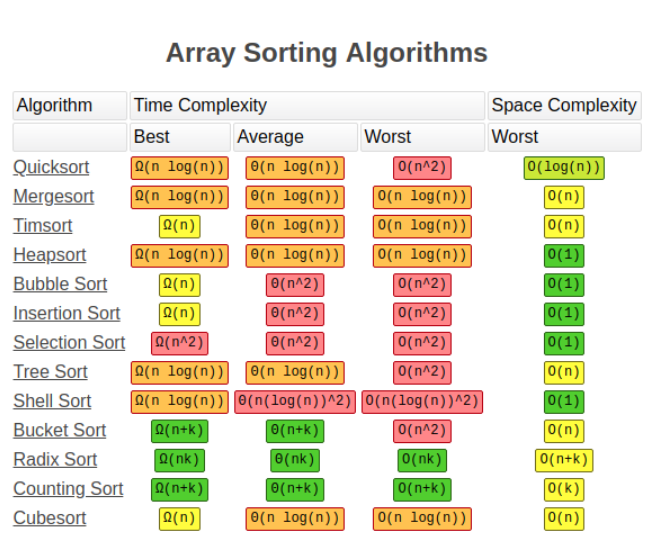 Array Sorting Algorithms
Algorithm Time Complexity Space Complexity
Best Average Worst Worst
Quicksort Ω(n log(n)) Θ(n log(n)) O(n^2) O(log(n))
Mergesort Ω(n log(n)) Θ(n log(n)) O(n log(n)) O(n)
Timsort Ω(n) Θ(n log(n)) O(n log(n)) O(n)
Heapsort Ω(n log(n)) Θ(n log(n)) O(n log(n)) O(1)
Bubble Sort Ω(n) Θ(n^2) O(n^2) O(1)
Insertion Sort Ω(n) Θ(n^2) O(n^2) O(1)
Selection Sort Ω(n^2) Θ(n^2) O(n^2) O(1)
Tree Sort Ω(n log(n)) Θ(n log(n)) O(n^2) O(n)
Shell Sort Ω(n log(n)) Θ(n(log(n))^2) O(n(log(n))^2) O(1)
Bucket Sort Ω(n+k) Θ(n+k) O(n^2) O(n)
Radix Sort Ω(nk) Θ(nk) O(nk) O(n+k)
Counting Sort Ω(n+k) Θ(n+k) O(n+k) O(k)
Cubesort Ω(n) Θ(n log(n)) O(n log(n)) O(n)